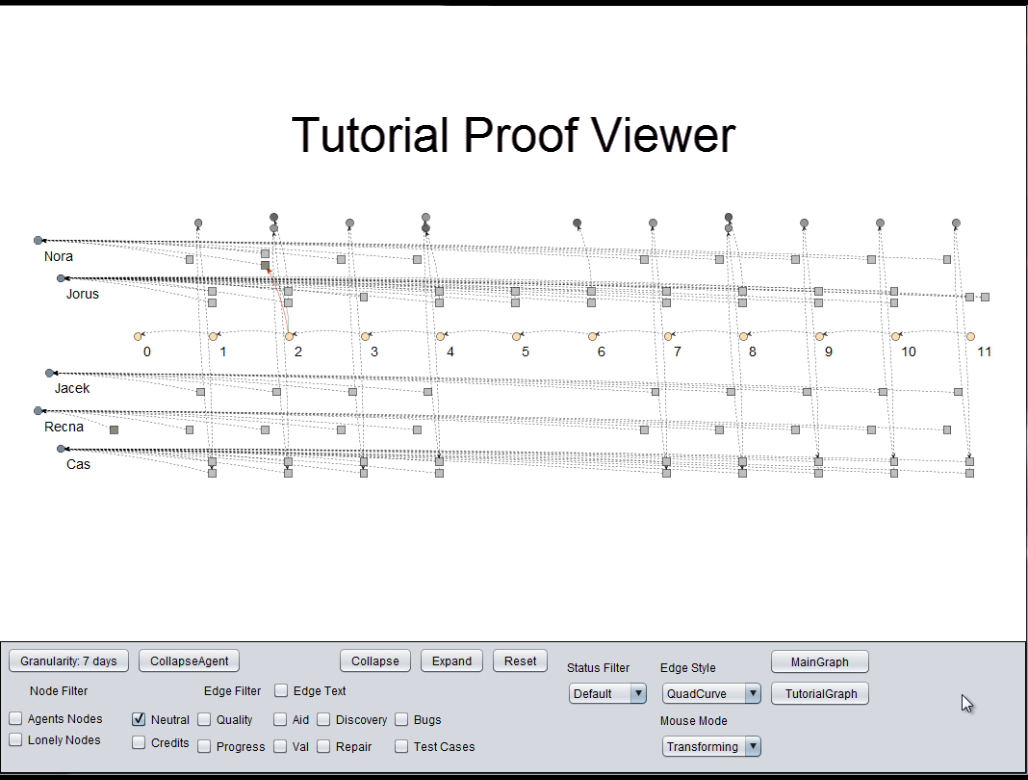 Tutorial Proof Viewer
Nora
Jorus
0 1 2 3 4 5 6 7 8 9 10 11
Jacek
Recna
Cas
Granularity: 7 days CollapseAgent Collapse Expand Reset Status Filter Edge Style MainGraph
Node Filter Edge Filter Edge Text Default QuadCurve TutorialGraph
Agents Nodes Neutral Quality Aid Discovery Bugs Mouse Mode
Lonely Nodes Credits Progress Val Repair Test Cases Transforming